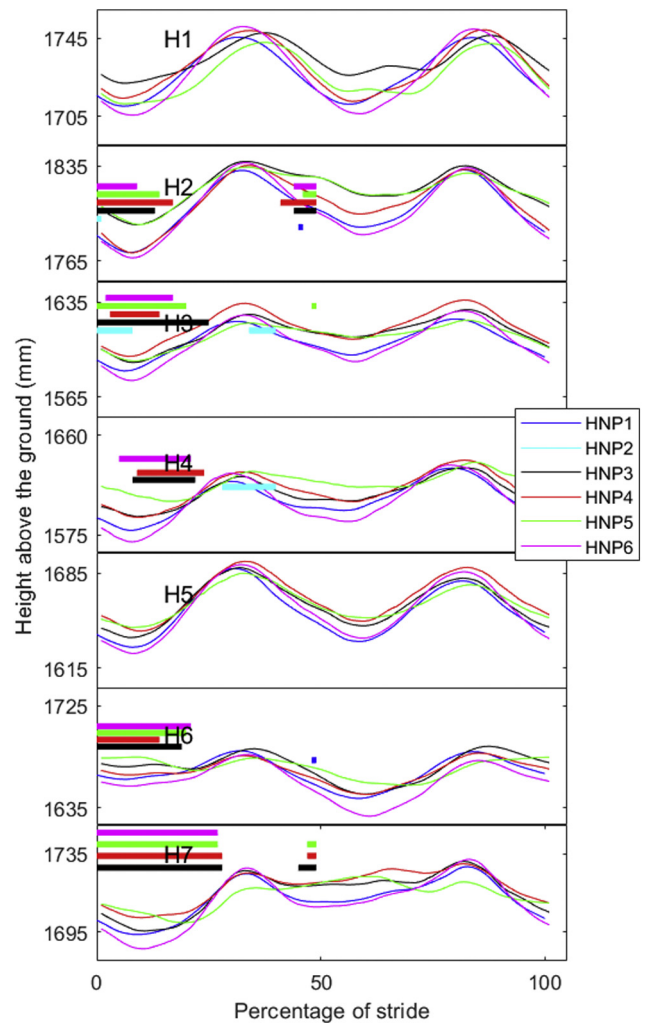 Height above the ground (mm)
1745
H1
1705
1835
H2
1765
1635
H3
1565
1660
H4
1575
1685
H5
1615
1725
H6
1635
1735
H7
1695
HNP1
HNP2
HNP3
HNP4
HNP5
HNP6
0
50
100
Percentage of stride